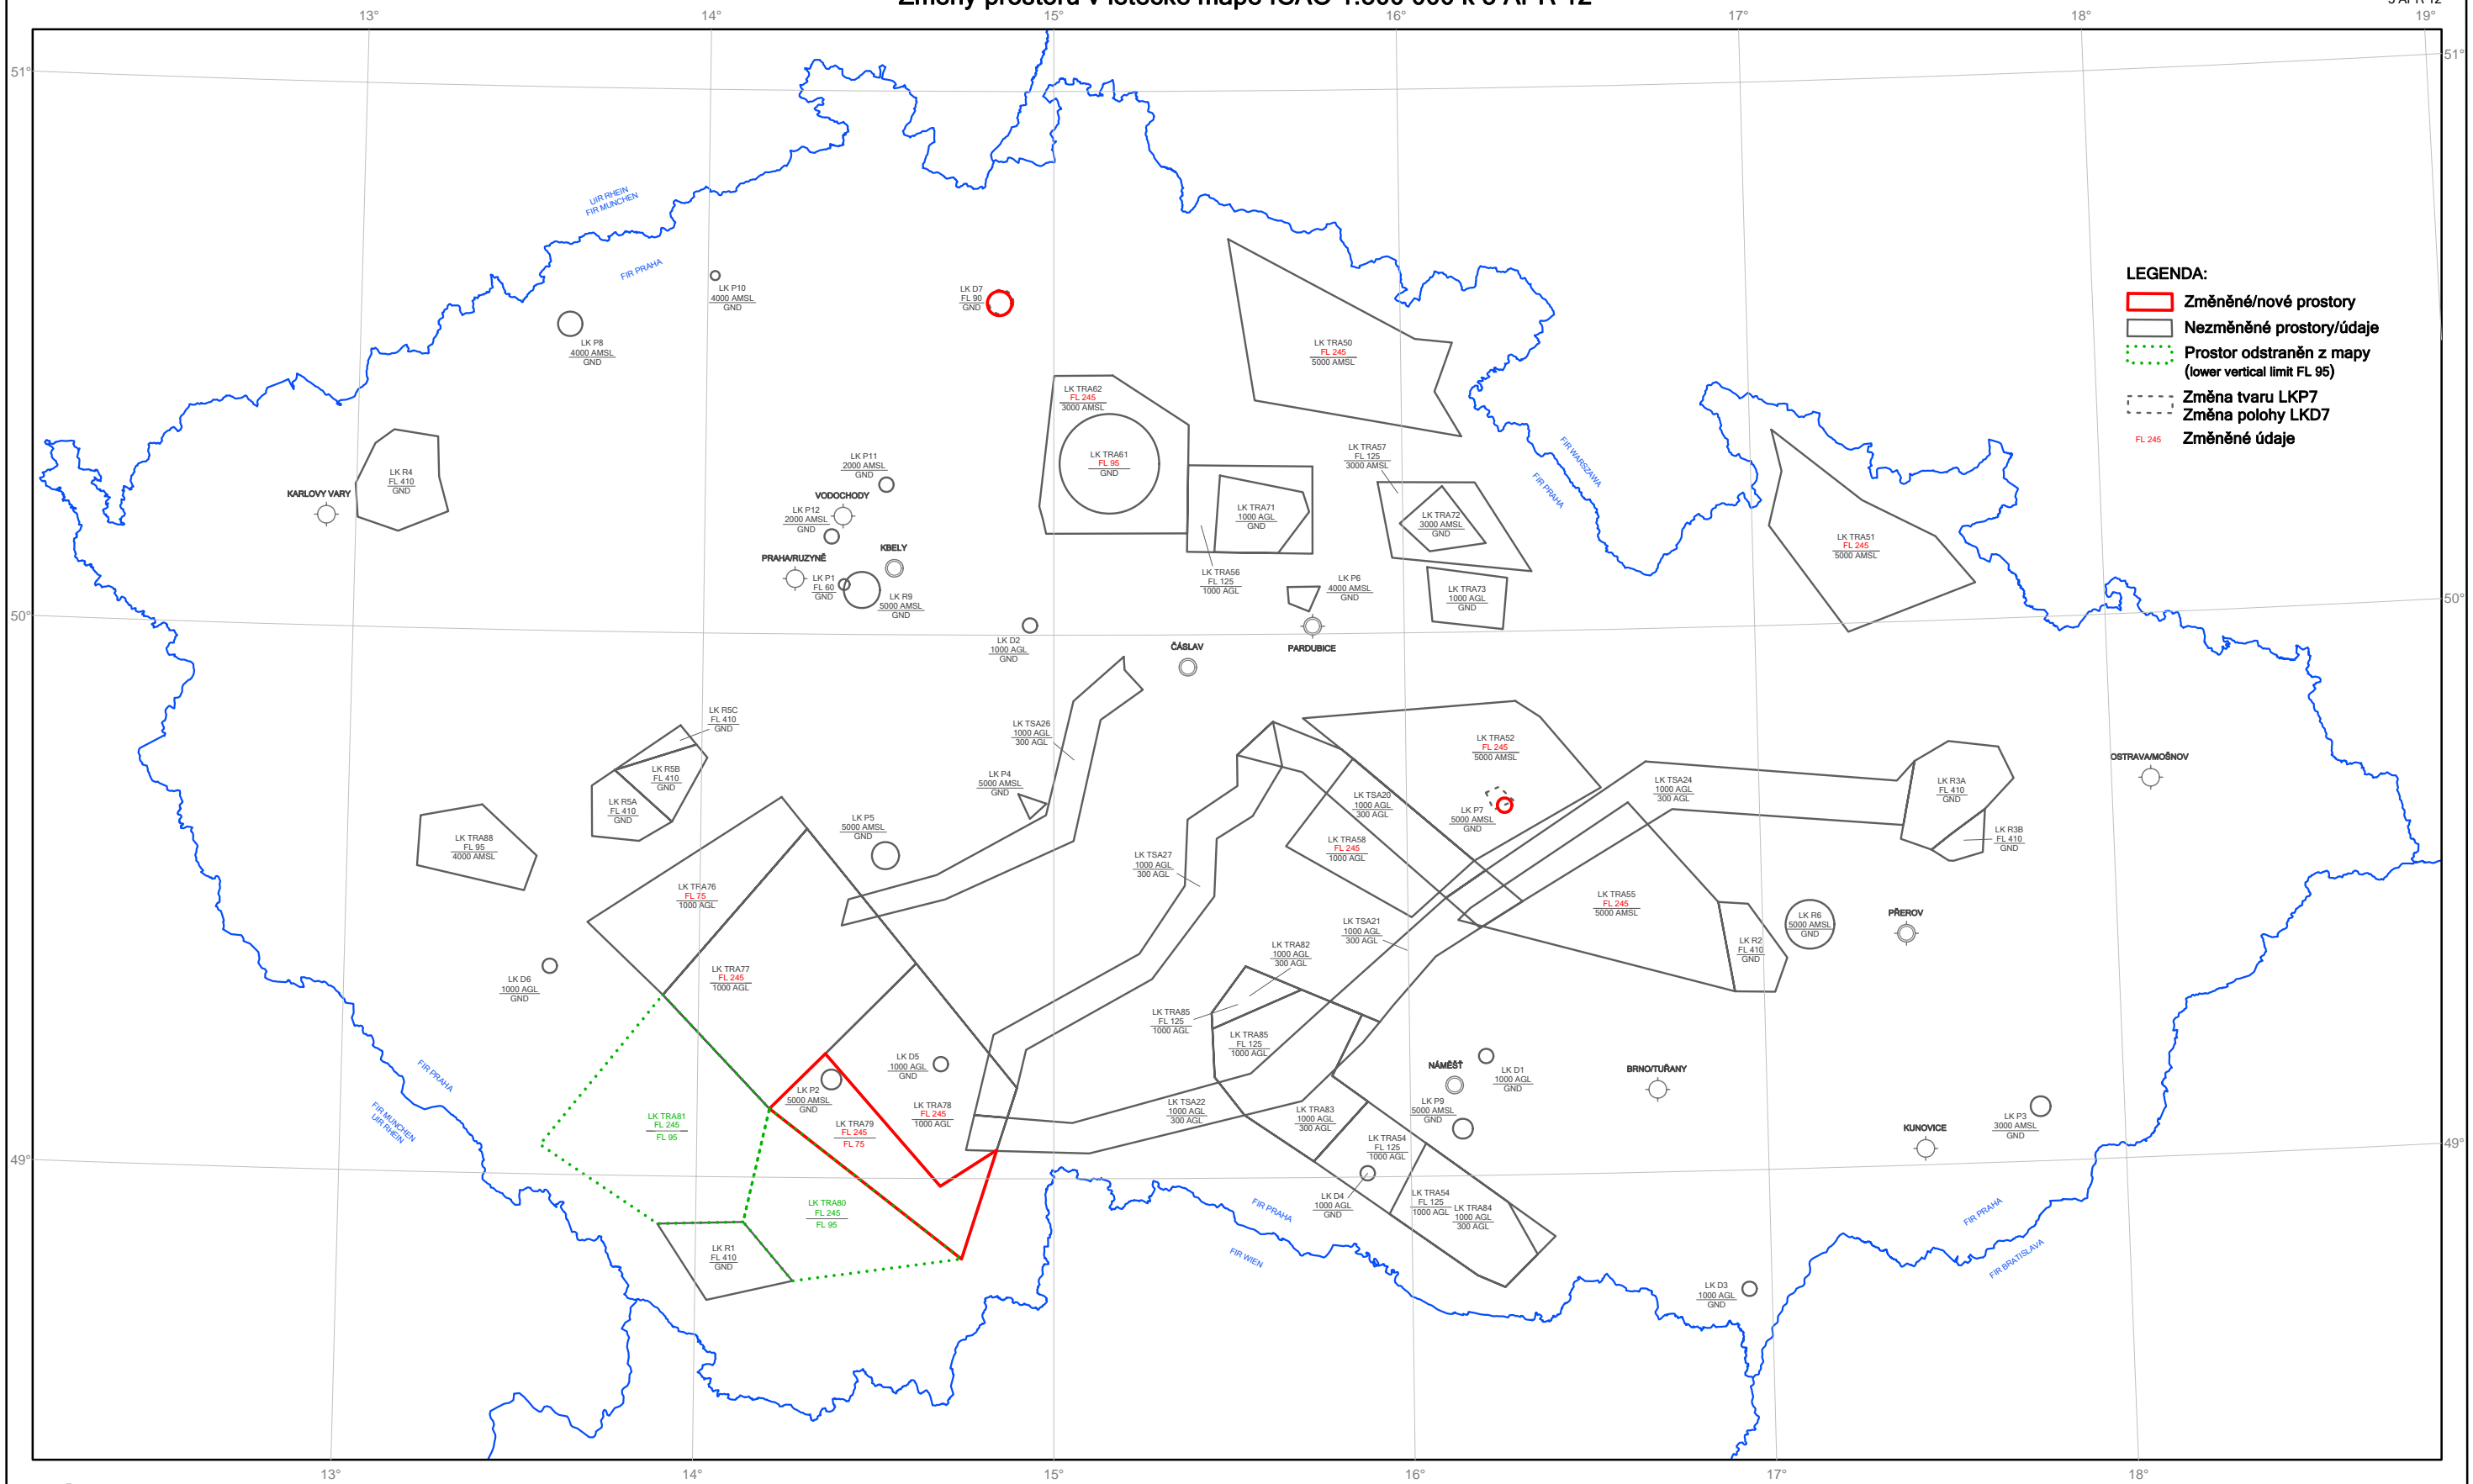 13°
14°
15°
16°
17°
18°
19°
51°
51°
UIR RHEIN
FIR MUNCHEN
FIR PRAHA
LK P10
4000 AMSL
GND
LK D7
FL 90
GND
LK P8
4000 AMSL
GND
LK TRA50
FL 245
5000 AMSL
LEGENDA:
Změněné/nové prostory
Nezměněné prostory/údaje
Prostor odstraněn z mapy
(lower vertical limit FL 95)
Změna tvaru LKP7
Změna polohy LKD7
FL 245 Změněné údaje
LK TRA62
FL 245
3000 AMSL
LK TRA61
FL 95
GND
LK R4
FL 410
GND
KARLOVY VARY
LK P11
2000 AMSL
GND
VODOCHODY
LK P12
2000 AMSL
GND
KBELY
PRAHA/RUZYNĚ
LK P1
FL 60
GND
LK R9
5000 AMSL
GND
LK TRA57
FL 125
3000 AMSL
LK TRA71
1000 AGL
GND
LK TRA72
3000 AMSL
GND
FIR WARSZAWA
FIR PRAHA
LK TRA51
FL 245
5000 AMSL
LK TRA56
FL 125
1000 AGL
LK P6
4000 AMSL
GND
LK TRA73
1000 AGL
GND
50°
50°
LK D2
1000 AGL
GND
ČÁSLAV
PARDUBICE
LK R5C
FL 410
GND
LK R5B
FL 410
GND
LK R5A
FL 410
GND
LK TSA26
1000 AGL
300 AGL
LK P4
5000 AMSL
GND
LK P5
5000 AMSL
GND
LK TRA88
FL 95
4000 AMSL
LK TRA52
FL 245
5000 AMSL
LK P7
5000 AMSL
GND
LK TSA20
1000 AGL
300 AGL
LK TRA58
FL 245
1000 AGL
LK TSA24
1000 AGL
300 AGL
LK R3A
FL 410
GND
LK R3B
FL 410
GND
OSTRAVA/MOŠNOV
LK TSA27
1000 AGL
300 AGL
LK TRA76
FL 75
1000 AGL
LK TRA55
FL 245
5000 AMSL
LK R2
FL 410
GND
LK R6
5000 AMSL
GND
PŘEROV
LK TSA21
1000 AGL
300 AGL
LK TRA82
1000 AGL
300 AGL
LK D6
1000 AGL
GND
LK TRA77
FL 245
1000 AGL
LK TRA85
FL 125
1000 AGL
LK TRA85
FL 125
1000 AGL
LK D5
1000 AGL
GND
LK P2
5000 AMSL
GND
LK TRA78
FL 245
1000 AGL
LK TRA79
FL 245
FL 75
LK TRA81
FL 245
FL 95
LK TRA80
FL 245
FL 95
LK R1
FL 410
GND
FIR PRAHA
FIR MUNCHEN
UIR RHEIN
LK TSA22
1000 AGL
300 AGL
LK TRA83
1000 AGL
300 AGL
NÁMĚŠŤ
LK D1
1000 AGL
GND
LK P9
5000 AMSL
GND
BRNO/TUŘANY
LK TRA54
FL 125
1000 AGL
LK D4
1000 AGL
GND
LK TRA54
FL 125
1000 AGL
LK TRA84
1000 AGL
300 AGL
KUNOVICE
LK P3
3000 AMSL
GND
49°
49°
FIR PRAHA
FIR WIEN
FIR PRAHA
FIR BRATISLAVA
LK D3
1000 AGL
GND
13°
14°
15°
16°
17°
18°